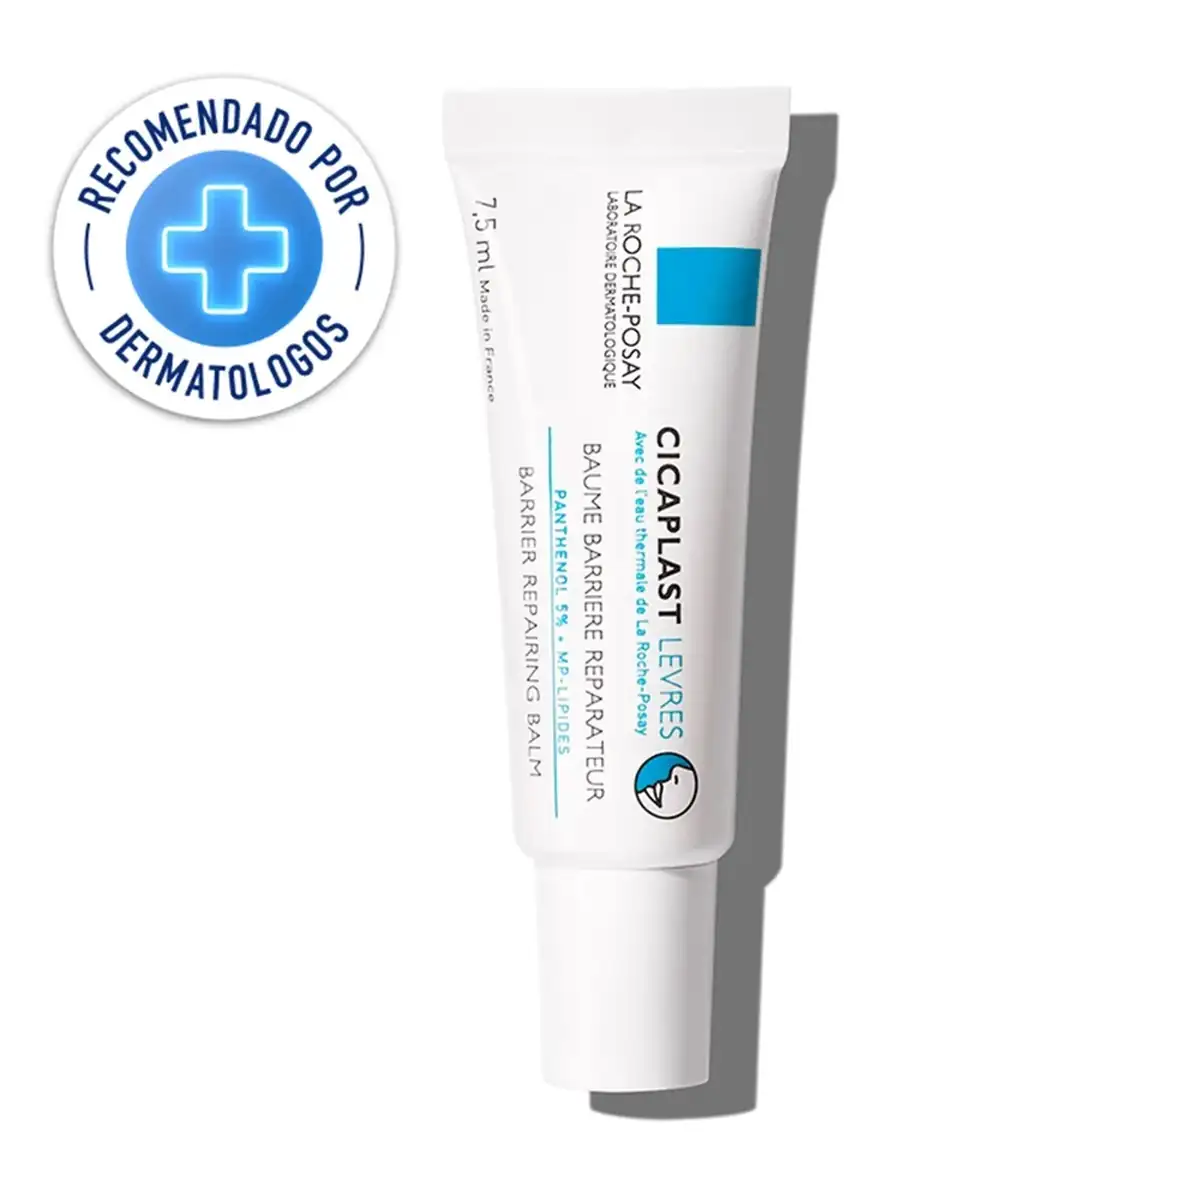 RECOMENDADO POR
DERMATOLOGOS
LA ROCHE-POSAY
LABORATOIRE DERMATOLOGIQUE
CICAPLAST LEVRES
Avec de l'eau thermale de La Roche-Posay
BAUME BARRIERE REPARATEUR
PANTHENOL 5% • MP-LIPIDES
BARRIER REPAIRING BALM
7,5 ml Made in France